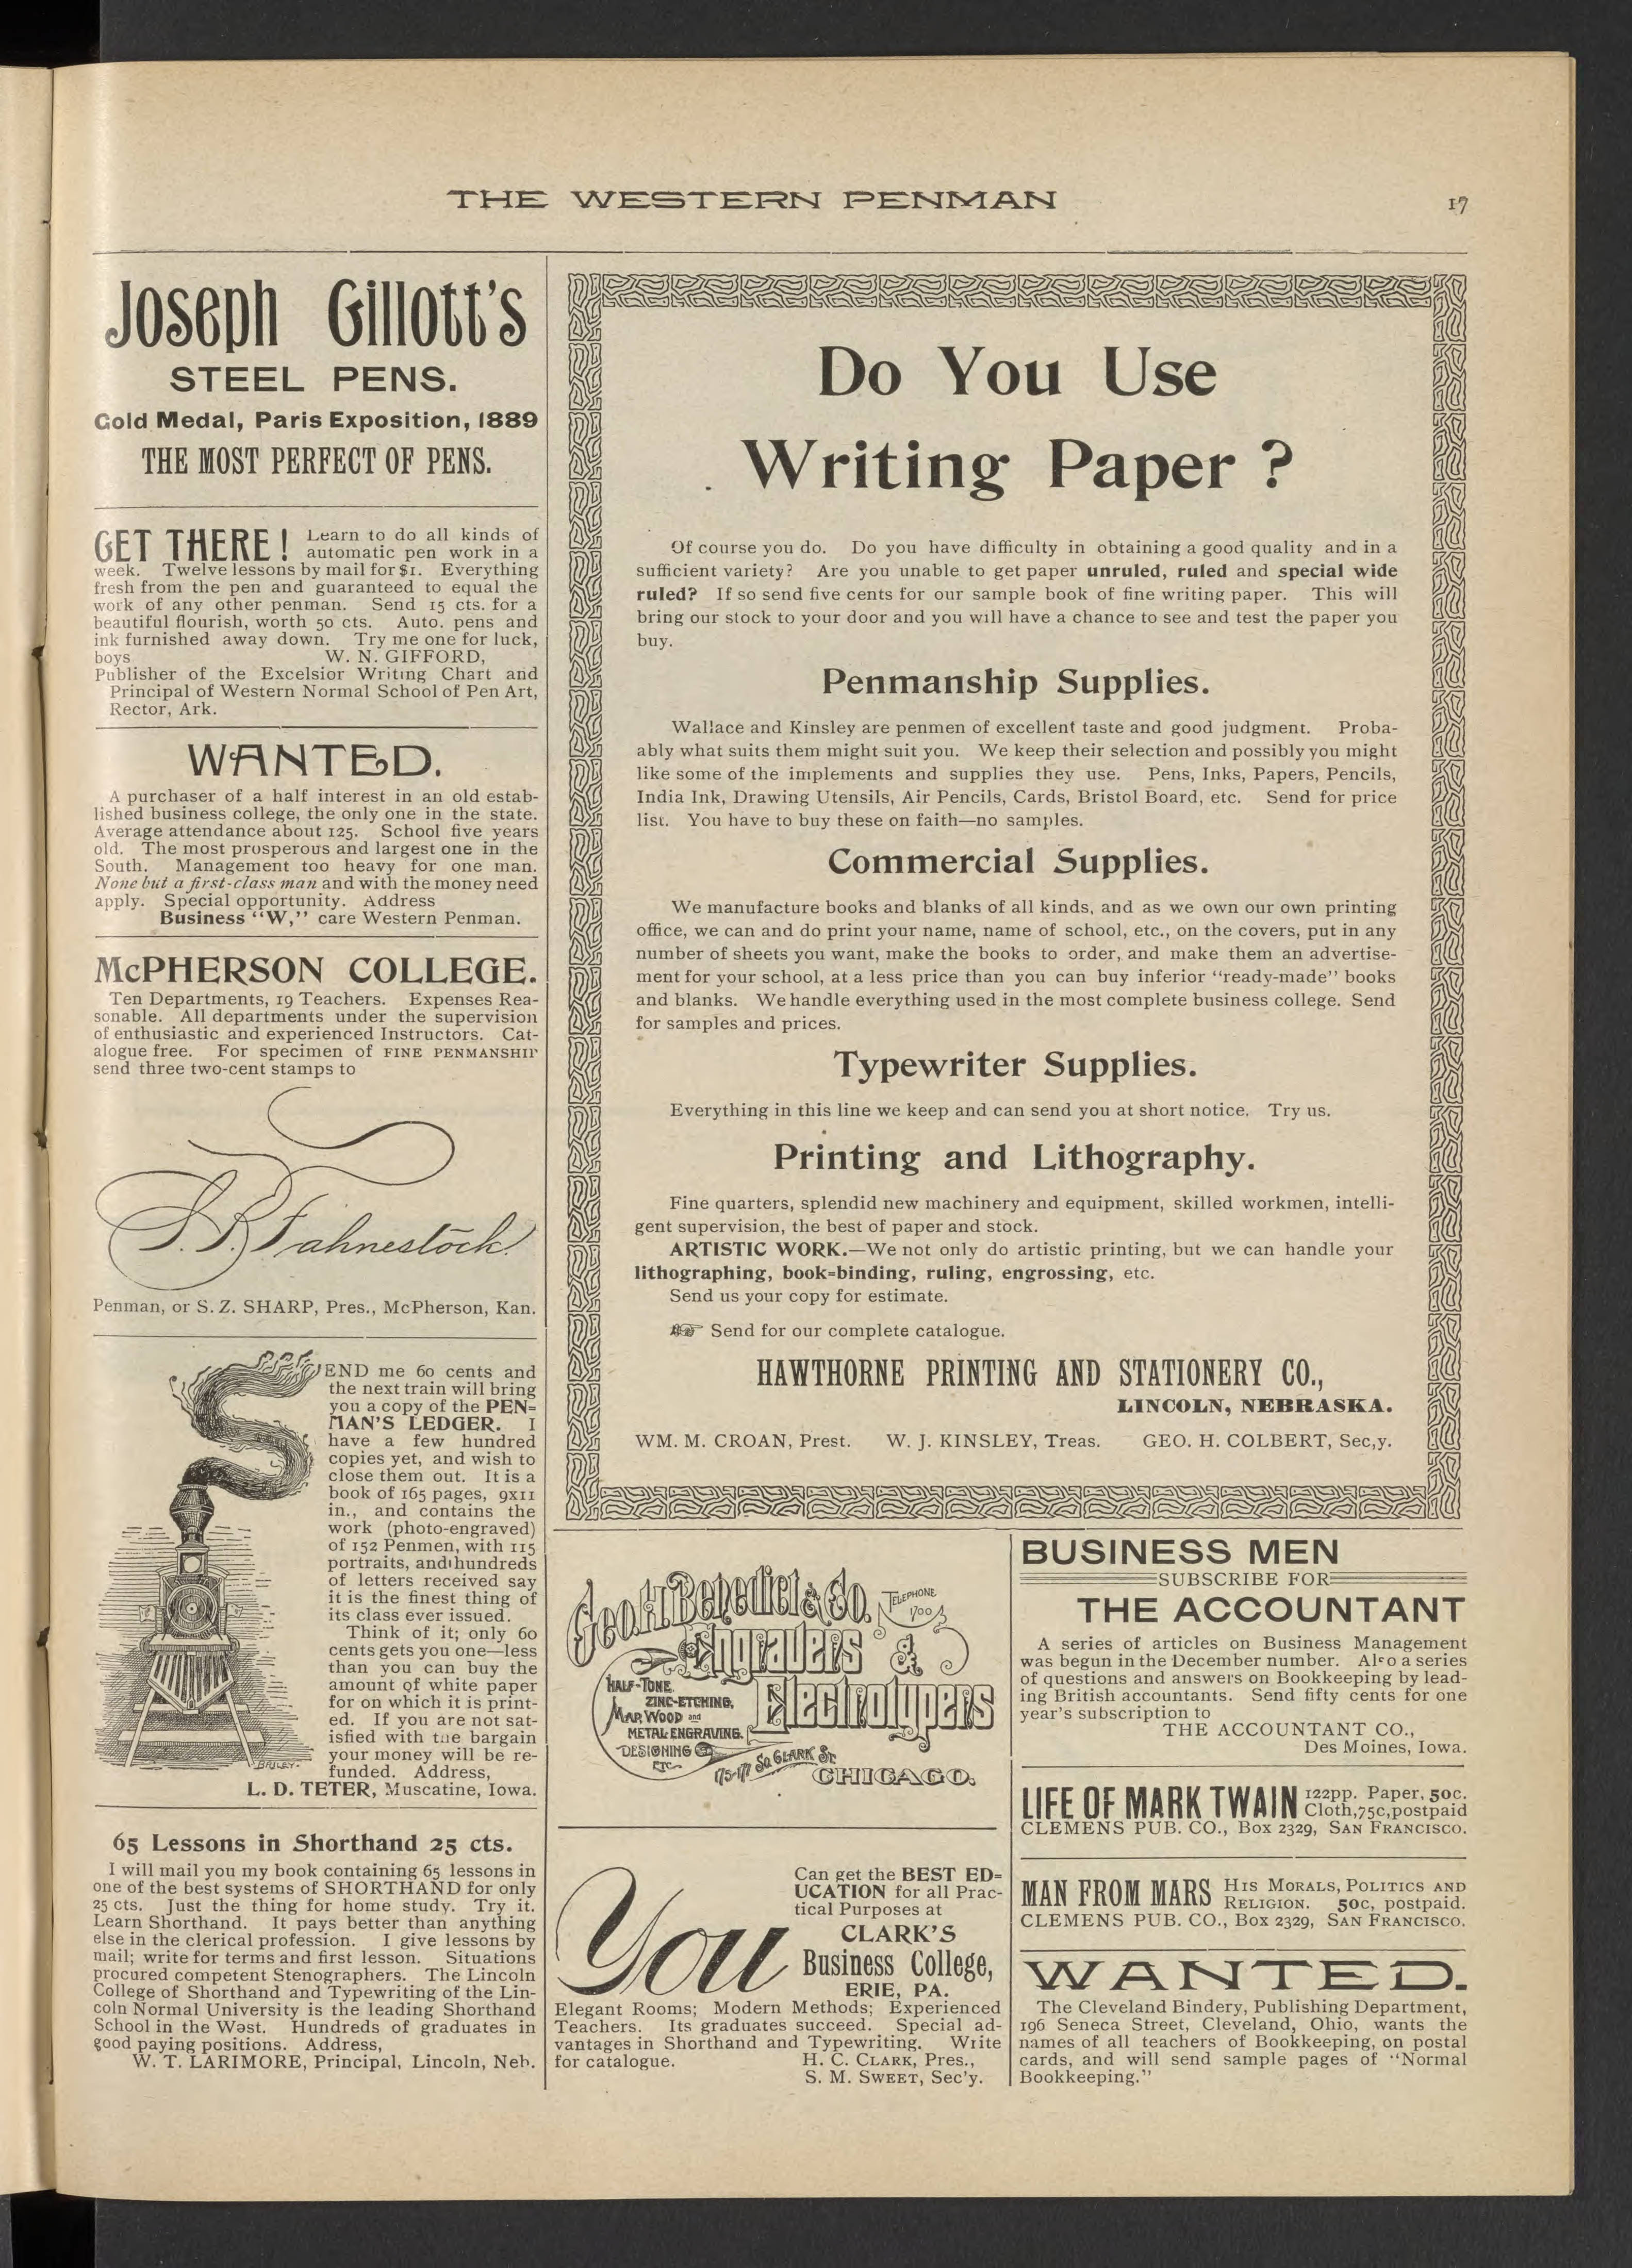 THE WESTERN PENMAN
17
Joseph Gillott's
STEEL PENS.
Gold Medal, Paris Exposition, 1889
THE MOST PERFECT OF PENS.
GET THERE! Learn to do all kinds of
automatic pen work in a
week. Twelve lessons by mail for $1. Everything
fresh from the pen and guaranteed to equal the
work of any other penman. Send 15 cts. for a
beautiful flourish, worth 50 cts. Auto. pens and
ink furnished away down. Try me one for luck,
boys W. N. GIFFORD,
Publisher of the Excelsior Writing Chart and
Principal of Western Normal School of Pen Art,
Rector, Ark.
WANTED.
A purchaser of a half interest in an old estab-
lished business college, the only one in the state.
Average attendance about 125. School five years
old. The most prosperous and largest one in the
South. Management too heavy for one man.
None but a first-class man and with the money need
apply. Special opportunity. Address
Business "W," care Western Penman.
McPHERSON COLLEGE.
Ten Departments, 19 Teachers. Expenses Rea-
sonable. All departments under the supervision
of enthusiastic and experienced Instructors. Cat-
alogue free. For specimen of FINE PENMANSHIP
send three two-cent stamps to
S. B. Fahnestock.
Penman, or S. Z. SHARP, Pres., McPherson, Kan.
SEND me 60 cents and
the next train will bring
you a copy of the PEN-
MAN'S LEDGER. I
have a few hundred
copies yet, and wish to
close them out. It is a
book of 165 pages, 9x11
in., and contains the
work (photo-engraved)
of 152 Penmen, with 115
portraits, and hundreds
of letters received say
it is the finest thing of
its class ever issued.
Think of it; only 60
cents gets you one—less
than you can buy the
amount of white paper
for on which it is print-
ed. If you are not sat-
isfied with the bargain
your money will be re-
funded. Address,
BAILEY-
L. D. TETER, Muscatine, Iowa.
65 Lessons in Shorthand 25 cts.
I will mail you my book containing 65 lessons in
one of the best systems of SHORTHAND for only
25 cts. Just the thing for home study. Try it.
Learn Shorthand. It pays better than anything
else in the clerical profession. I give lessons by
mail; write for terms and first lesson. Situations
procured competent Stenographers. The Lincoln
College of Shorthand and Typewriting of the Lin-
coln Normal University is the leading Shorthand
School in the West. Hundreds of graduates in
good paying positions. Address,
W. T. LARIMORE, Principal, Lincoln, Neb.
Do You Use
Writing Paper ?
Of course you do. Do you have difficulty in obtaining a good quality and in a
sufficient variety? Are you unable to get paper unruled, ruled and special wide
ruled? If so send five cents for our sample book of fine writing paper. This will
bring our stock to your door and you will have a chance to see and test the paper you
buy.
Penmanship Supplies.
Wallace and Kinsley are penmen of excellent taste and good judgment. Proba-
ably what suits them might suit you. We keep their selection and possibly you might
like some of the implements and supplies they use. Pens, Inks, Papers, Pencils,
India Ink, Drawing Utensils, Air Pencils, Cards, Bristol Board, etc. Send for price
list. You have to buy these on faith—no samples.
Commercial Supplies.
We manufacture books and blanks of all kinds, and as we own our own printing
office, we can and do print your name, name of school, etc., on the covers, put in any
number of sheets you want, make the books to order, and make them an advertise-
ment for your school, at a less price than you can buy inferior "ready-made" books
and blanks. We handle everything used in the most complete business college. Send
for samples and prices.
Typewriter Supplies.
Everything in this line we keep and can send you at short notice. Try us.
Printing and Lithography.
Fine quarters, splendid new machinery and equipment, skilled workmen, intelli-
gent supervision, the best of paper and stock.
ARTISTIC WORK.—We not only do artistic printing, but we can handle your
lithographing, book-binding, ruling, engrossing, etc.
Send us your copy for estimate.
☞ Send for our complete catalogue.
HAWTHORNE PRINTING AND STATIONERY CO.,
LINCOLN, NEBRASKA.
WM. M. CROAN, Prest. W. J. KINSLEY, Treas. GEO. H. COLBERT, Sec,y.
Geo. H. Benedict & Co.
TELEPHONE
1700
Engravers &
Electrotypers
HALF-TONE,
ZINC-ETCHING,
MAP, WOOD and
METAL ENGRAVING.
DESIGNING
ETC.
175-177 So CLARK St.
CHICAGO.
You
Can get the BEST ED-
UCATION for all Prac-
tical Purposes at
CLARK'S
Business College,
ERIE, PA.
Elegant Rooms; Modern Methods; Experienced
Teachers. Its graduates succeed. Special ad-
vantages in Shorthand and Typewriting. Write
for catalogue. H. C. CLARK, Pres.,
S. M. SWEET, Sec'y.
BUSINESS MEN
SUBSCRIBE FOR
THE ACCOUNTANT
A series of articles on Business Management
was begun in the December number. Also a series
of questions and answers on Bookkeeping by lead-
ing British accountants. Send fifty cents for one
year's subscription to
THE ACCOUNTANT CO.,
Des Moines, Iowa.
LIFE OF MARK TWAIN 122pp. Paper, 50c.
Cloth,75c,postpaid
CLEMENS PUB. CO., Box 2329, SAN FRANCISCO.
MAN FROM MARS HIS MORALS, POLITICS AND
RELIGION. 50c, postpaid.
CLEMENS PUB. CO., Box 2329, SAN FRANCISCO.
WANTED.
The Cleveland Bindery, Publishing Department,
196 Seneca Street, Cleveland, Ohio, wants the
names of all teachers of Bookkeeping, on postal
cards, and will send sample pages of "Normal
Bookkeeping."